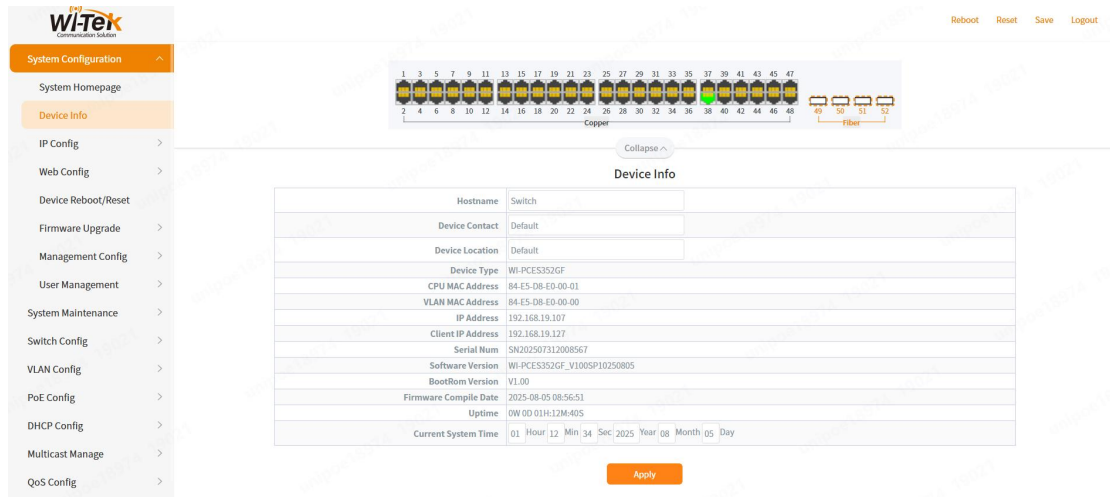 Wi-Tek
Communication Solution
Reboot Reset Save Logout
System Configuration
System Homepage
Device Info
IP Config
Web Config
Device Reboot/Reset
Firmware Upgrade
Management Config
User Management
System Maintenance
Switch Config
VLAN Config
PoE Config
DHCP Config
Multicast Manage
QoS Config
1 3 5 7 9 11 13 15 17 19 21 23 25 27 29 31 33 35 37 39 41 43 45 47
2 4 6 8 10 12 14 16 18 20 22 24 26 28 30 32 34 36 38 40 42 44 46 48 49 50 51 52
Copper Fiber
Collapse
Device Info
Hostname Switch
Device Contact Default
Device Location Default
Device Type WI-PCES352GF
CPU MAC Address 84-E5-D8-E0-00-01
VLAN MAC Address 84-E5-D8-E0-00-00
IP Address 192.168.19.107
Client IP Address 192.168.19.127
Serial Num SN202507312008567
Software Version WI-PCES352GF_V100SP10250805
BootRom Version V1.00
Firmware Compile Date 2025-08-05 08:56:51
Uptime 0W 0D 01H:12M:40S
Current System Time 01 Hour 12 Min 34 Sec 2025 Year 08 Month 05 Day
Apply